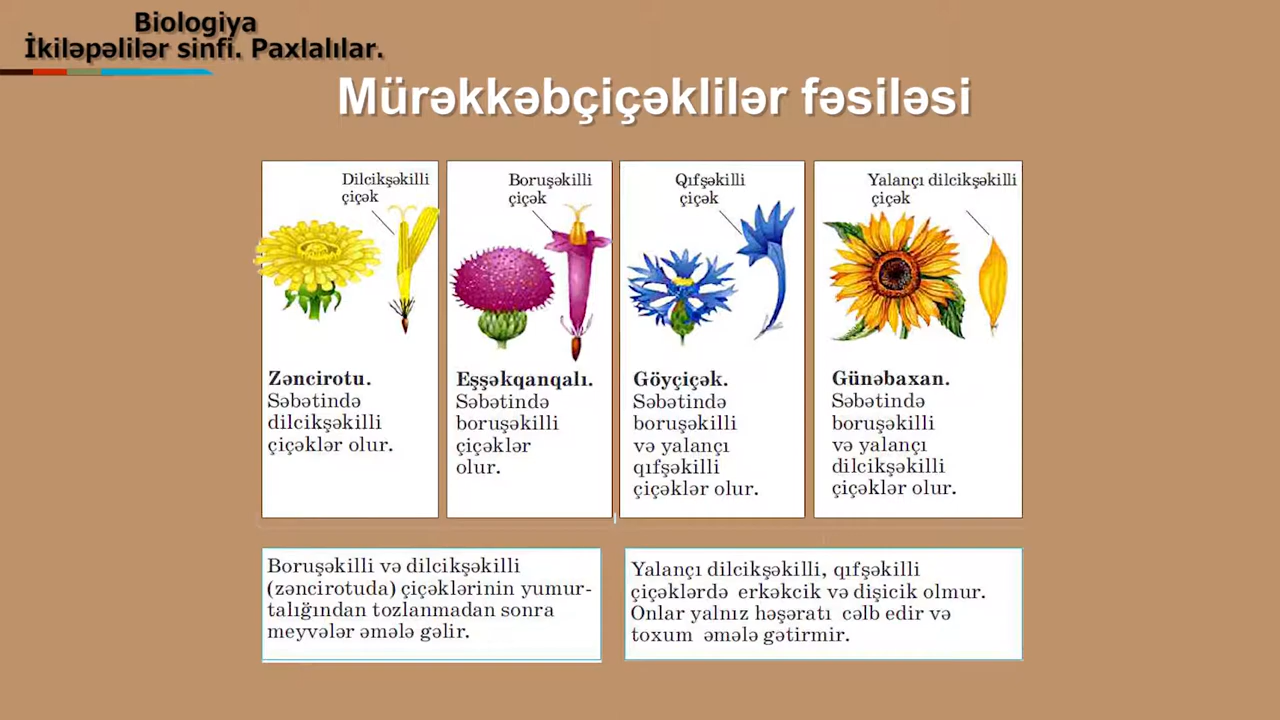 Biologiya
İkiləpəlilər sinfi. Paxlalılar.
Mürəkkəbçiçəklilər fəsiləsi
Dilcikşəkilli
çiçək
Zəncirotu.
Səbətində
dilcikşəkilli
çiçəklər olur.
Boruşəkilli
çiçək
Eşşəkqanqalı.
Səbətində
boruşəkilli
çiçəklər
olur.
Qıfşəkilli
çiçək
Göyçiçək.
Səbətində
boruşəkilli
və yalançı
qıfşəkilli
çiçəklər olur.
Yalançı dilcikşəkilli
çiçək
Günəbaxan.
Səbətində
boruşəkilli
və yalançı
dilcikşəkilli
çiçəklər olur.
Boruşəkilli və dilcikşəkilli
(zəncirotuda) çiçəklərinin yumur-
talığından tozlanmadan sonra
meyvələr əmələ gəlir.
Yalançı dilcikşəkilli, qıfşəkilli
çiçəklərdə erkəkcik və dişicik olmur.
Onlar yalnız həşəratı cəlb edir və
toxum əmələ gətirmir.